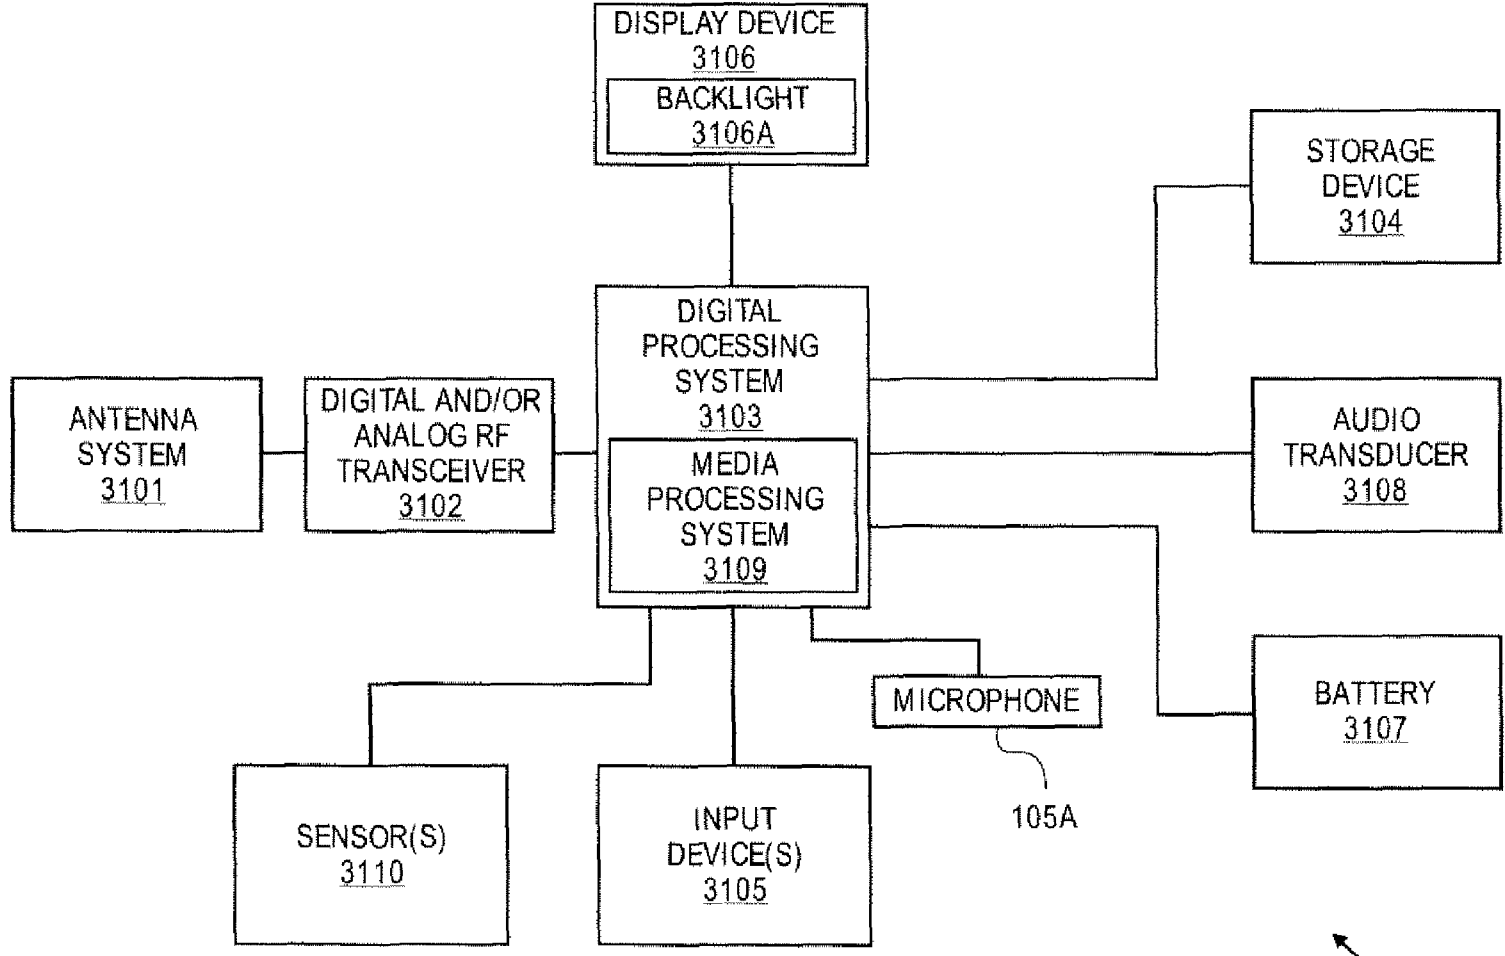 DISPLAY DEVICE
3106
BACKLIGHT
3106A
STORAGE
DEVICE
3104
DIGITAL
PROCESSING
SYSTEM
3103
MEDIA
PROCESSING
SYSTEM
3109
ANTENNA
SYSTEM
3101
DIGITAL AND/OR
ANALOG RF
TRANSCEIVER
3102
AUDIO
TRANSDUCER
3108
BATTERY
3107
MICROPHONE
105A
SENSOR(S)
3110
INPUT
DEVICE(S)
3105